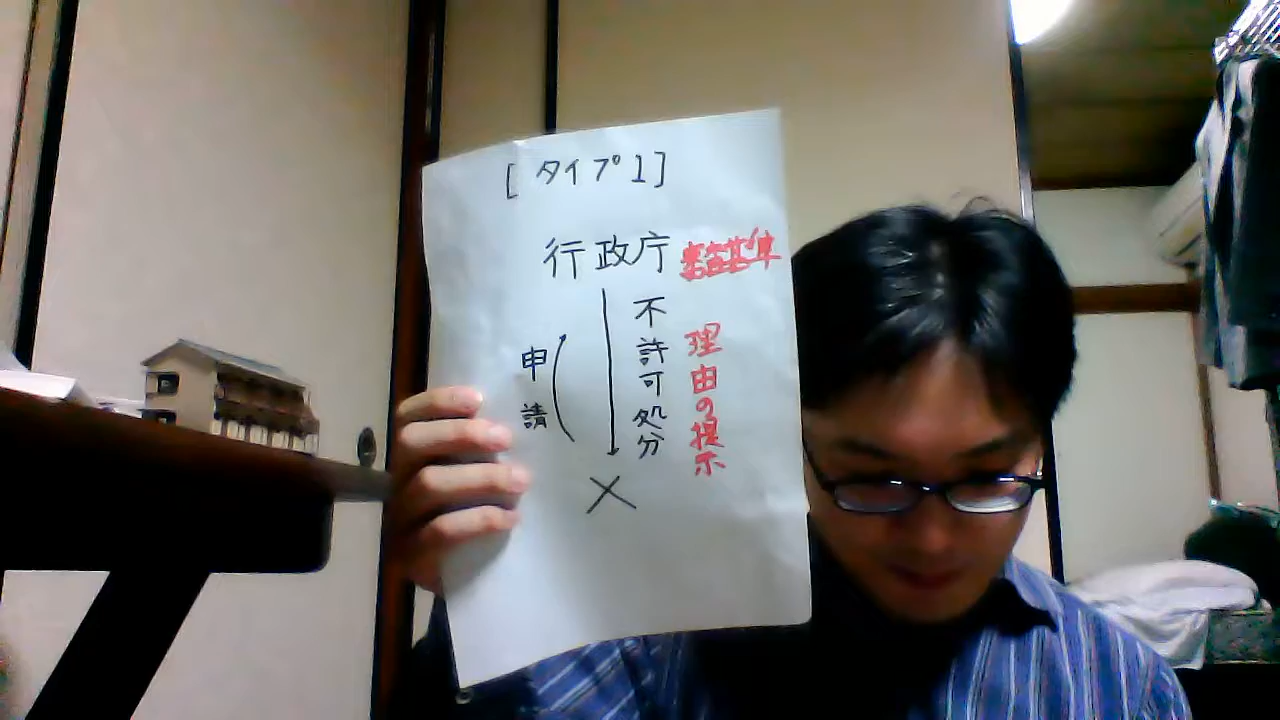 [タイプ1]
行政庁 審査基準
申請
不許可処分
理由の提示
X